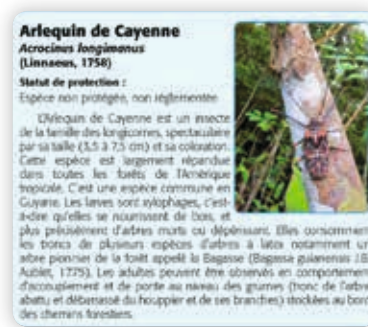 Arlequin de Cayenne
Acrocinus longimanus
(Linnaeus, 1758)
Statut de protection :
Espèce non protégée, non réglementée
L'Arlequin de Cayenne est un insecte
de la famille des longicornes, spectaculaire
par sa taille (3,5 à 7,5 cm) et sa coloration.
Cette espèce est largement répandue
dans toutes les forêts de l'Amérique
tropicale. C'est une espèce commune en
Guyane. Les larves sont xylophages, c'est-
à-dire qu'elles se nourrissent de bois, et
plus précisément d'arbres morts ou dépérissant. Elles consomment
les troncs de plusieurs espèces d'arbres à latex notamment un
arbre pionnier de la forêt appelé la Bagasse (Bagassa guianensis J.B.
Aublet, 1775). Les adultes peuvent être observés en comportement
d'accouplement et de ponte au niveau des grumes (tronc de l'arbre
abattu et débarrassé du houppier et de ses branches) stockées au bord
des chemins forestiers.